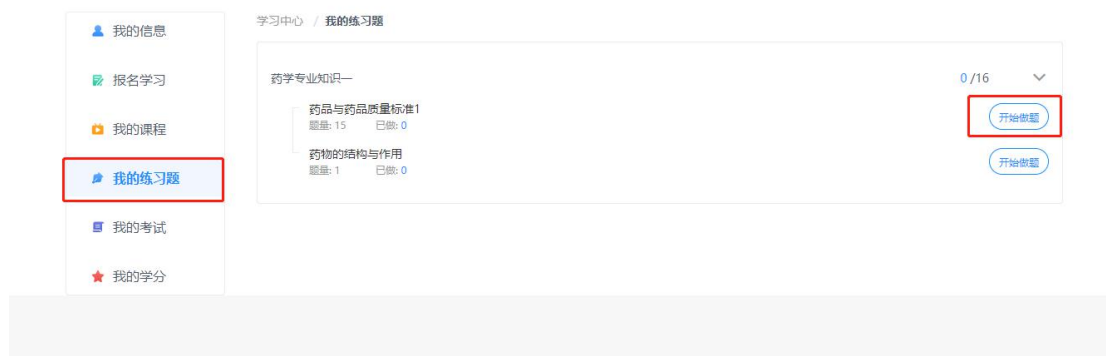 我的信息
报名学习
我的课程
我的练习题
我的考试
我的学分
学习中心 / 我的练习题
药学专业知识一 0 /16
药品与药品质量标准1
题量: 15 已做: 0 开始做题
药物的结构与作用
题量: 1 已做: 0 开始做题